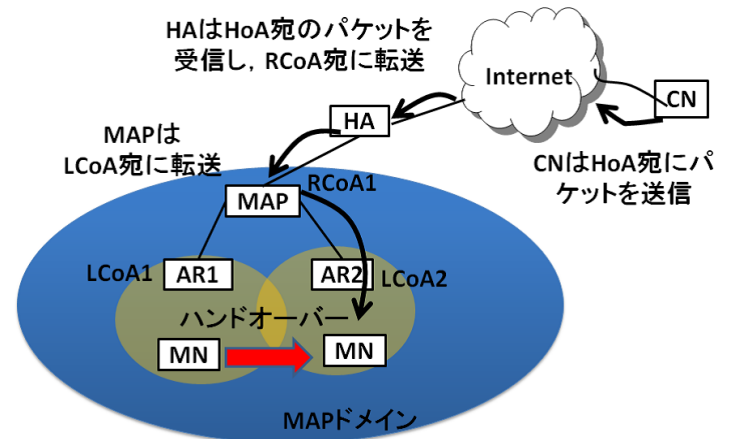 HAはHoA宛のパケットを
受信し，RCoA宛に転送
Internet
CN
HA
MAPは
LCoA宛に転送
CNはHoA宛にパ
ケットを送信
RCoA1
MAP
LCoA1
AR1
AR2
LCoA2
ハンドオーバー
MN
MN
MAPドメイン